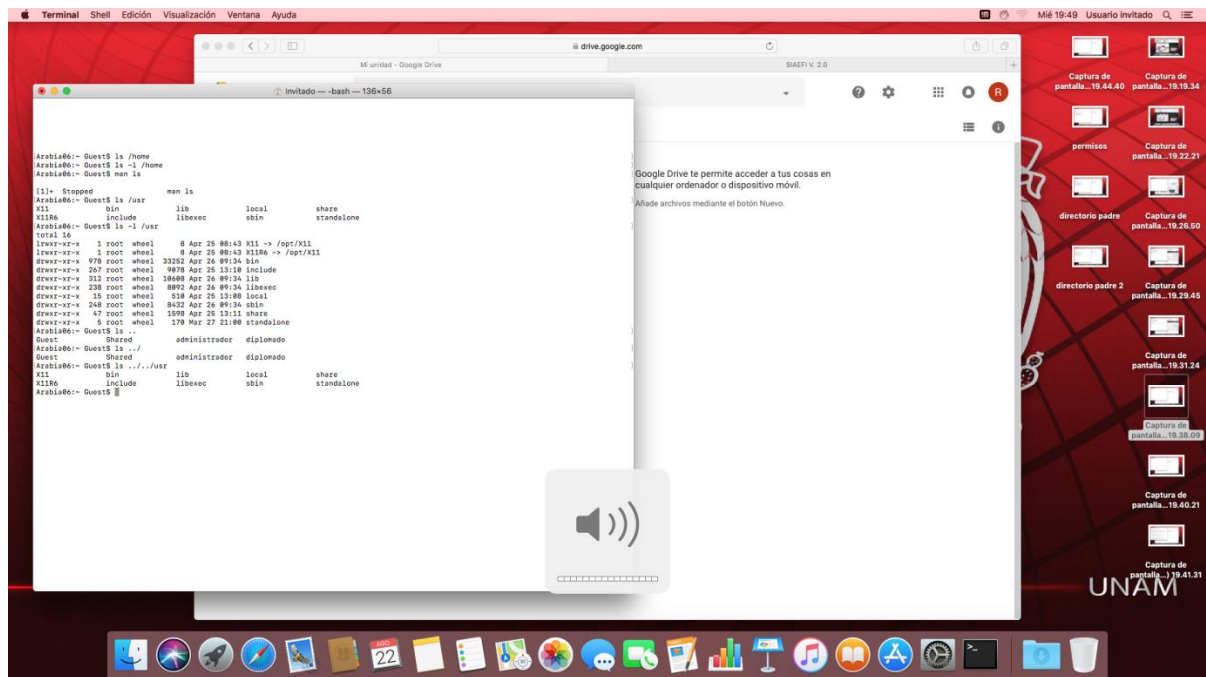 Terminal Shell Edición Visualización Ventana Ayuda
Mié 19:49 Usuario invitado
drive.google.com
Mi unidad - Google Drive
SIAEFI V. 2.0
R
Google Drive te permite acceder a tus cosas en
cualquier ordenador o dispositivo móvil.
Añade archivos mediante el botón Nuevo.
Invitado — -bash — 136×56
Arabia06:~ Guest$ ls /home
Arabia06:~ Guest$ ls -l /home
Arabia06:~ Guest$ man ls
[1]+ Stopped man ls
Arabia06:~ Guest$ ls /usr
X11 bin lib local share
X11R6 include libexec sbin standalone
Arabia06:~ Guest$ ls -l /usr
total 16
lrwxr-xr-x 1 root wheel 8 Apr 25 08:43 X11 -> /opt/X11
lrwxr-xr-x 1 root wheel 8 Apr 25 08:43 X11R6 -> /opt/X11
drwxr-xr-x 978 root wheel 33252 Apr 26 09:34 bin
drwxr-xr-x 267 root wheel 9078 Apr 25 13:10 include
drwxr-xr-x 312 root wheel 10608 Apr 26 09:34 lib
drwxr-xr-x 238 root wheel 8092 Apr 26 09:34 libexec
drwxr-xr-x 15 root wheel 510 Apr 25 13:08 local
drwxr-xr-x 248 root wheel 8432 Apr 26 09:34 sbin
drwxr-xr-x 47 root wheel 1598 Apr 25 13:11 share
drwxr-xr-x 5 root wheel 170 Mar 27 21:00 standalone
Arabia06:~ Guest$ ls ..
Guest Shared administrador diplomado
Arabia06:~ Guest$ ls ../
Guest Shared administrador diplomado
Arabia06:~ Guest$ ls ../../usr
X11 bin lib local share
X11R6 include libexec sbin standalone
Arabia06:~ Guest$
Captura de
pantalla...19.44.40
Captura de
pantalla...19.19.34
permisos
Captura de
pantalla...19.22.21
directorio padre
Captura de
pantalla...19.26.50
directorio padre 2
Captura de
pantalla...19.29.45
Captura de
pantalla...19.31.24
Captura de
pantalla...19.38.09
Captura de
pantalla...19.40.21
Captura de
pantalla...) 19.41.31
UNAM
AGO
22